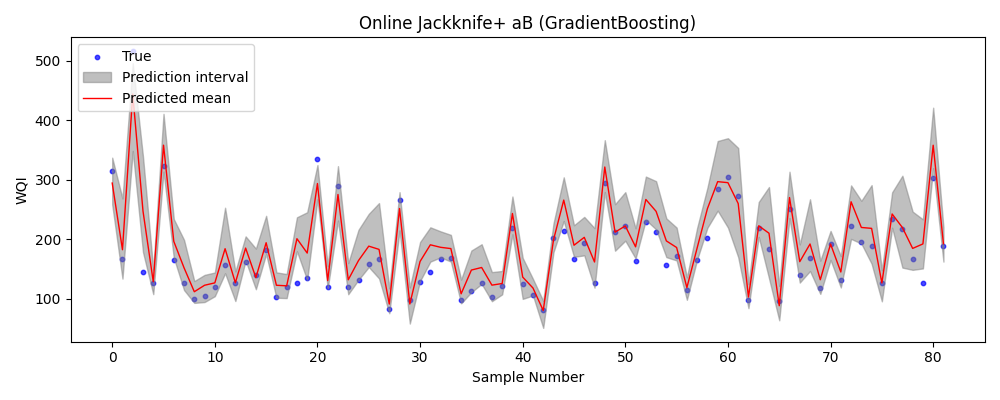 Online Jackknife+ aB (GradientBoosting)
True
Prediction interval
Predicted mean
WQI
500
400
300
200
100
0 10 20 30 40 50 60 70 80
Sample Number